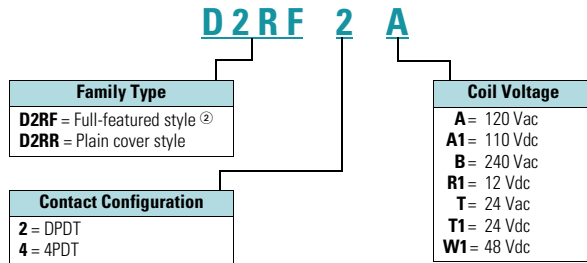 D2RF 2 A
Family Type
D2RF = Full-featured style ②
D2RR = Plain cover style
Contact Configuration
2 = DPDT
4 = 4PDT
Coil Voltage
A = 120 Vac
A1 = 110 Vdc
B = 240 Vac
R1 = 12 Vdc
T = 24 Vac
T1 = 24 Vdc
W1 = 48 Vdc